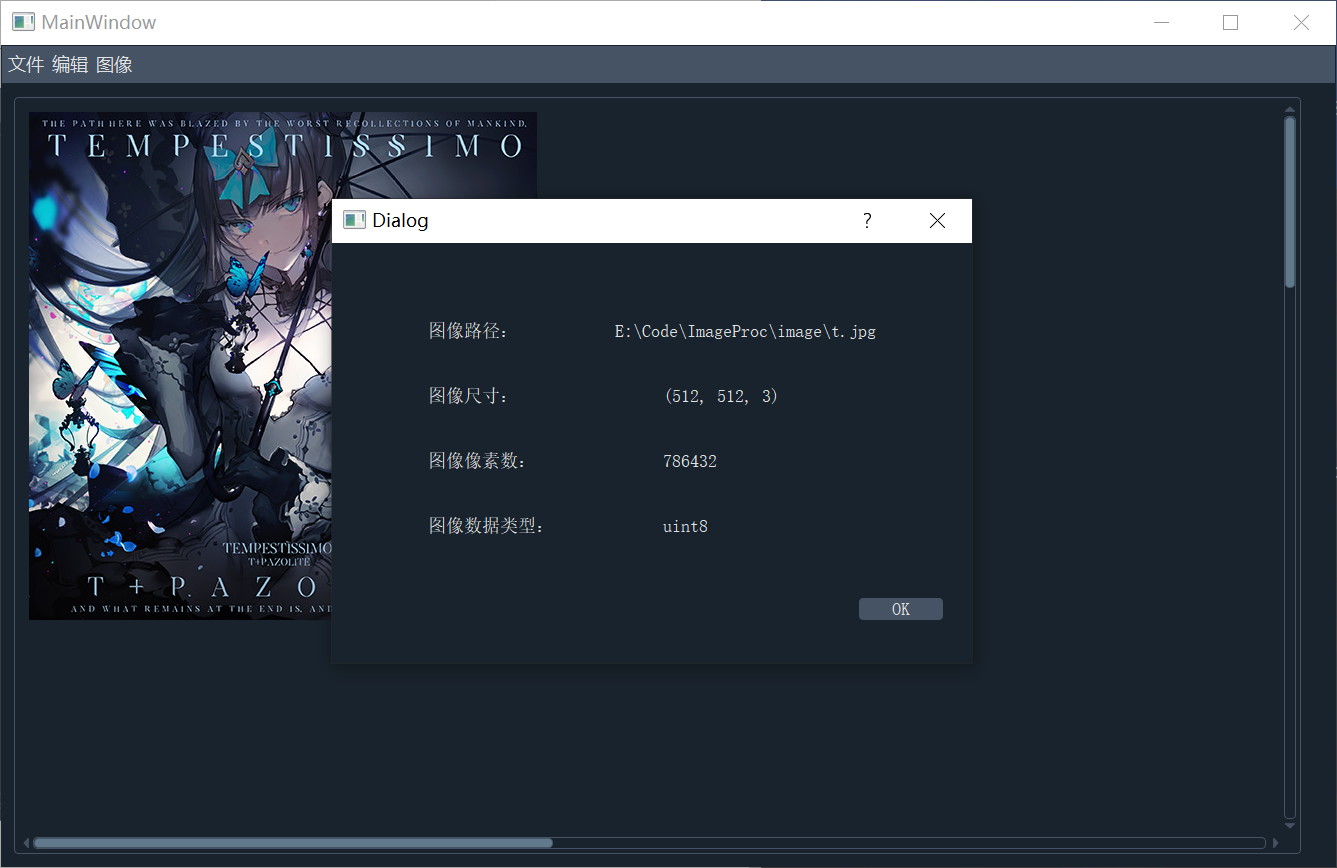 MainWindow
文件 编辑 图像
THE PATH HERE WAS BLAZED BY THE WORST RECOLLECTIONS OF MANKIND,
TEMPESTISSIMO
Dialog ?
图像路径: E:\Code\ImageProc\image\t.jpg
图像尺寸: (512, 512, 3)
图像像素数: 786432
图像数据类型: uint8
TEMPESTISSIMO
T+PAZOLITE
T+PAZO
AND WHAT REMAINS AT THE END IS, AND
OK